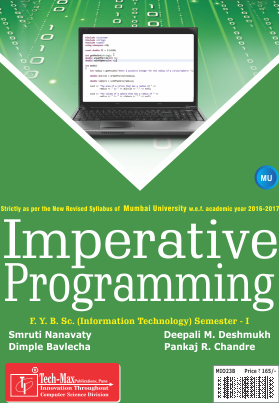 MU
Strictly as per the New Revised Syllabus of Mumbai University w.e.f. academic year 2016-2017
Imperative
Programming
F. Y. B. Sc. (Information Technology) Semester - I
Smruti Nanavaty
Deepali M. Deshmukh
Dimple Bavlecha
Pankaj R. Chandre
Tech-Max Publications, Pune
Innovation Throughout
Computer Science Division
Price ₹ 165/-